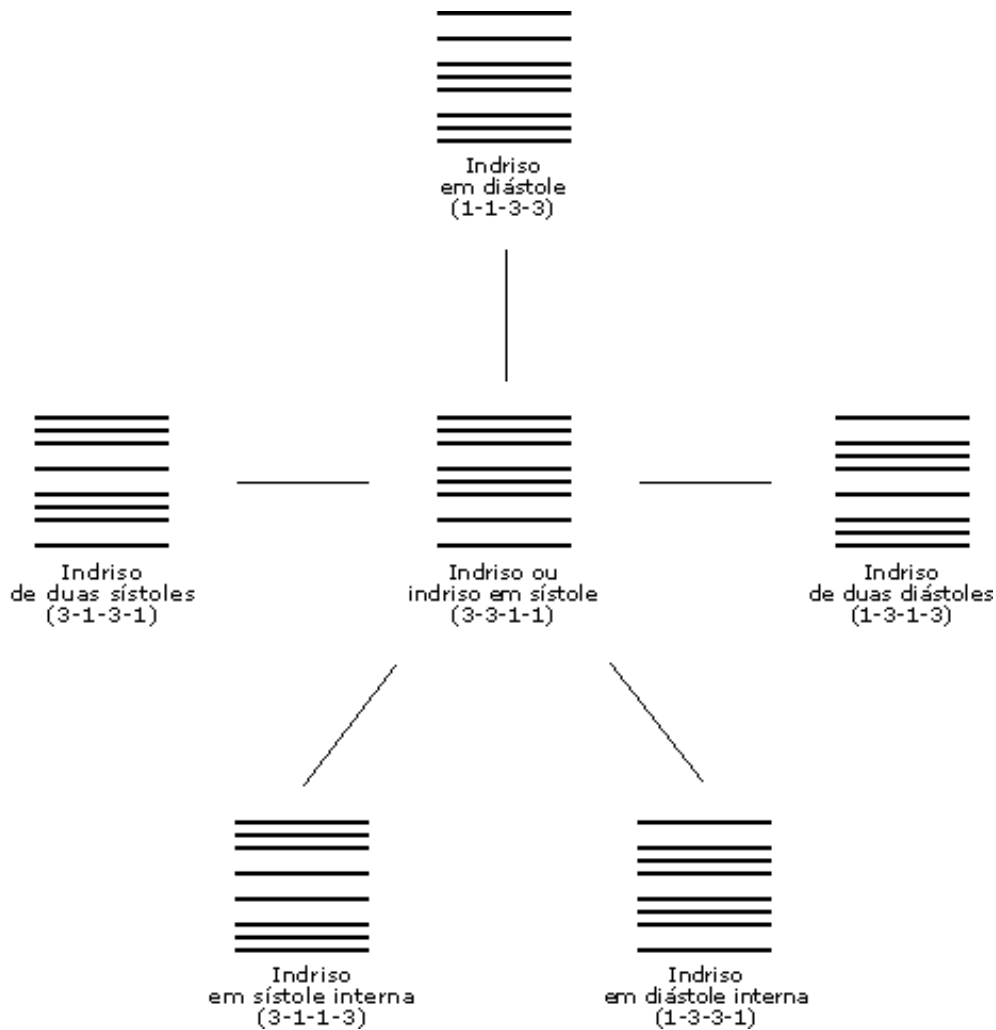 Indriso
em diástole
(1-1-3-3)
Indriso
de duas sístoles
(3-1-3-1)
Indriso ou
indriso em sístole
(3-3-1-1)
Indriso
de duas diástoles
(1-3-1-3)
Indriso
em sístole interna
(3-1-1-3)
Indriso
em diástole interna
(1-3-3-1)